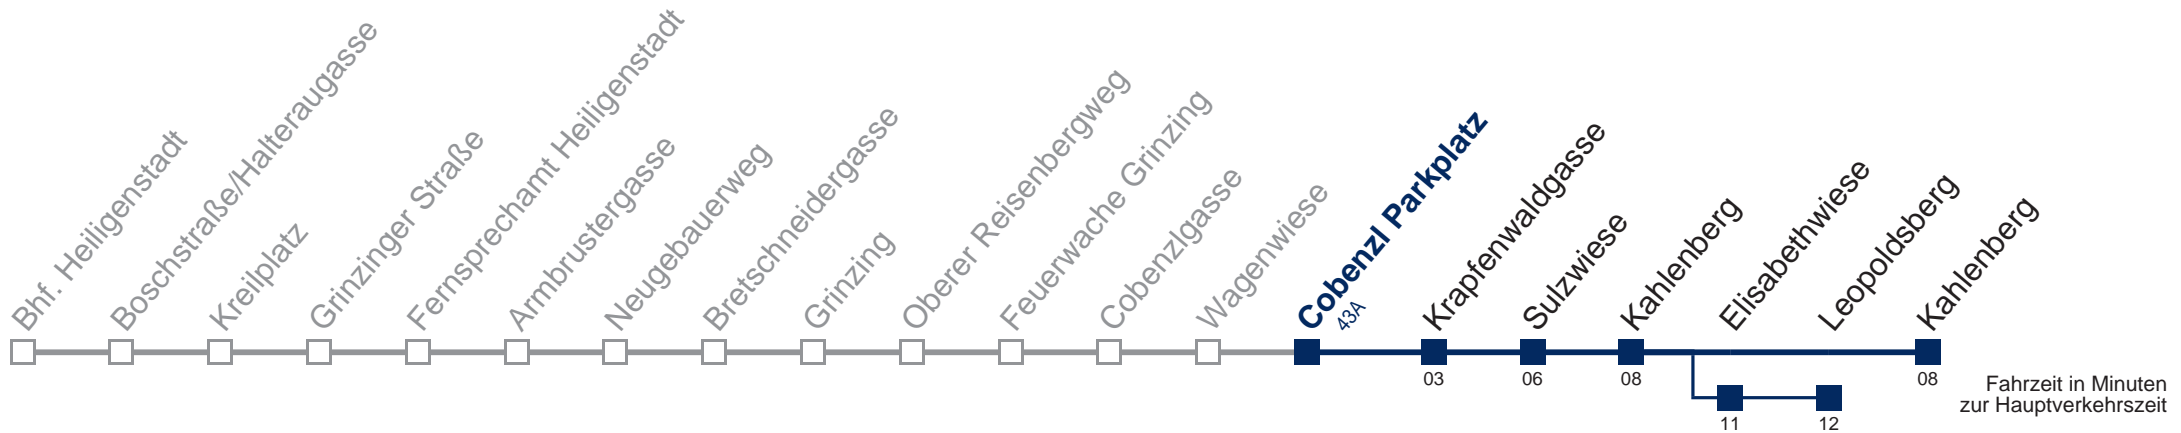 Bhf. Heiligenstadt
Boschstraße/Halteraugasse
Kreilplatz
Grinzinger Straße
Fernsprechamt Heiligenstadt
Armbrustergasse
Neugebauerweg
Bretschneidergasse
Grinzing
Oberer Reisenbergweg
Feuerwache Grinzing
Cobenzlgasse
Wagenwiese
Cobenzl Parkplatz
43A
Krapfenwaldgasse
Sulzwiese
Kahlenberg
Elisabethwiese
Leopoldsberg
Kahlenberg
03
06
08
08
11
12
Fahrzeit in Minuten
zur Hauptverkehrszeit